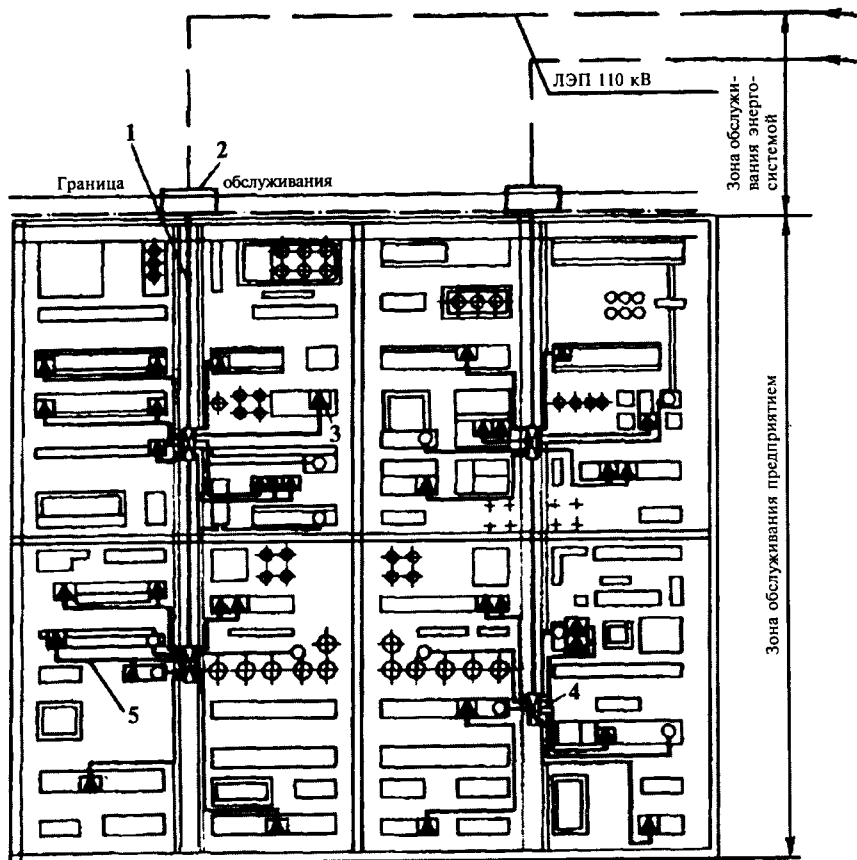 ЛЭП 110 кВ
Зона обслужи-
вания энерго-
системой
1
2
Граница обслуживания
3
Зона обслуживания предприятием
4
5